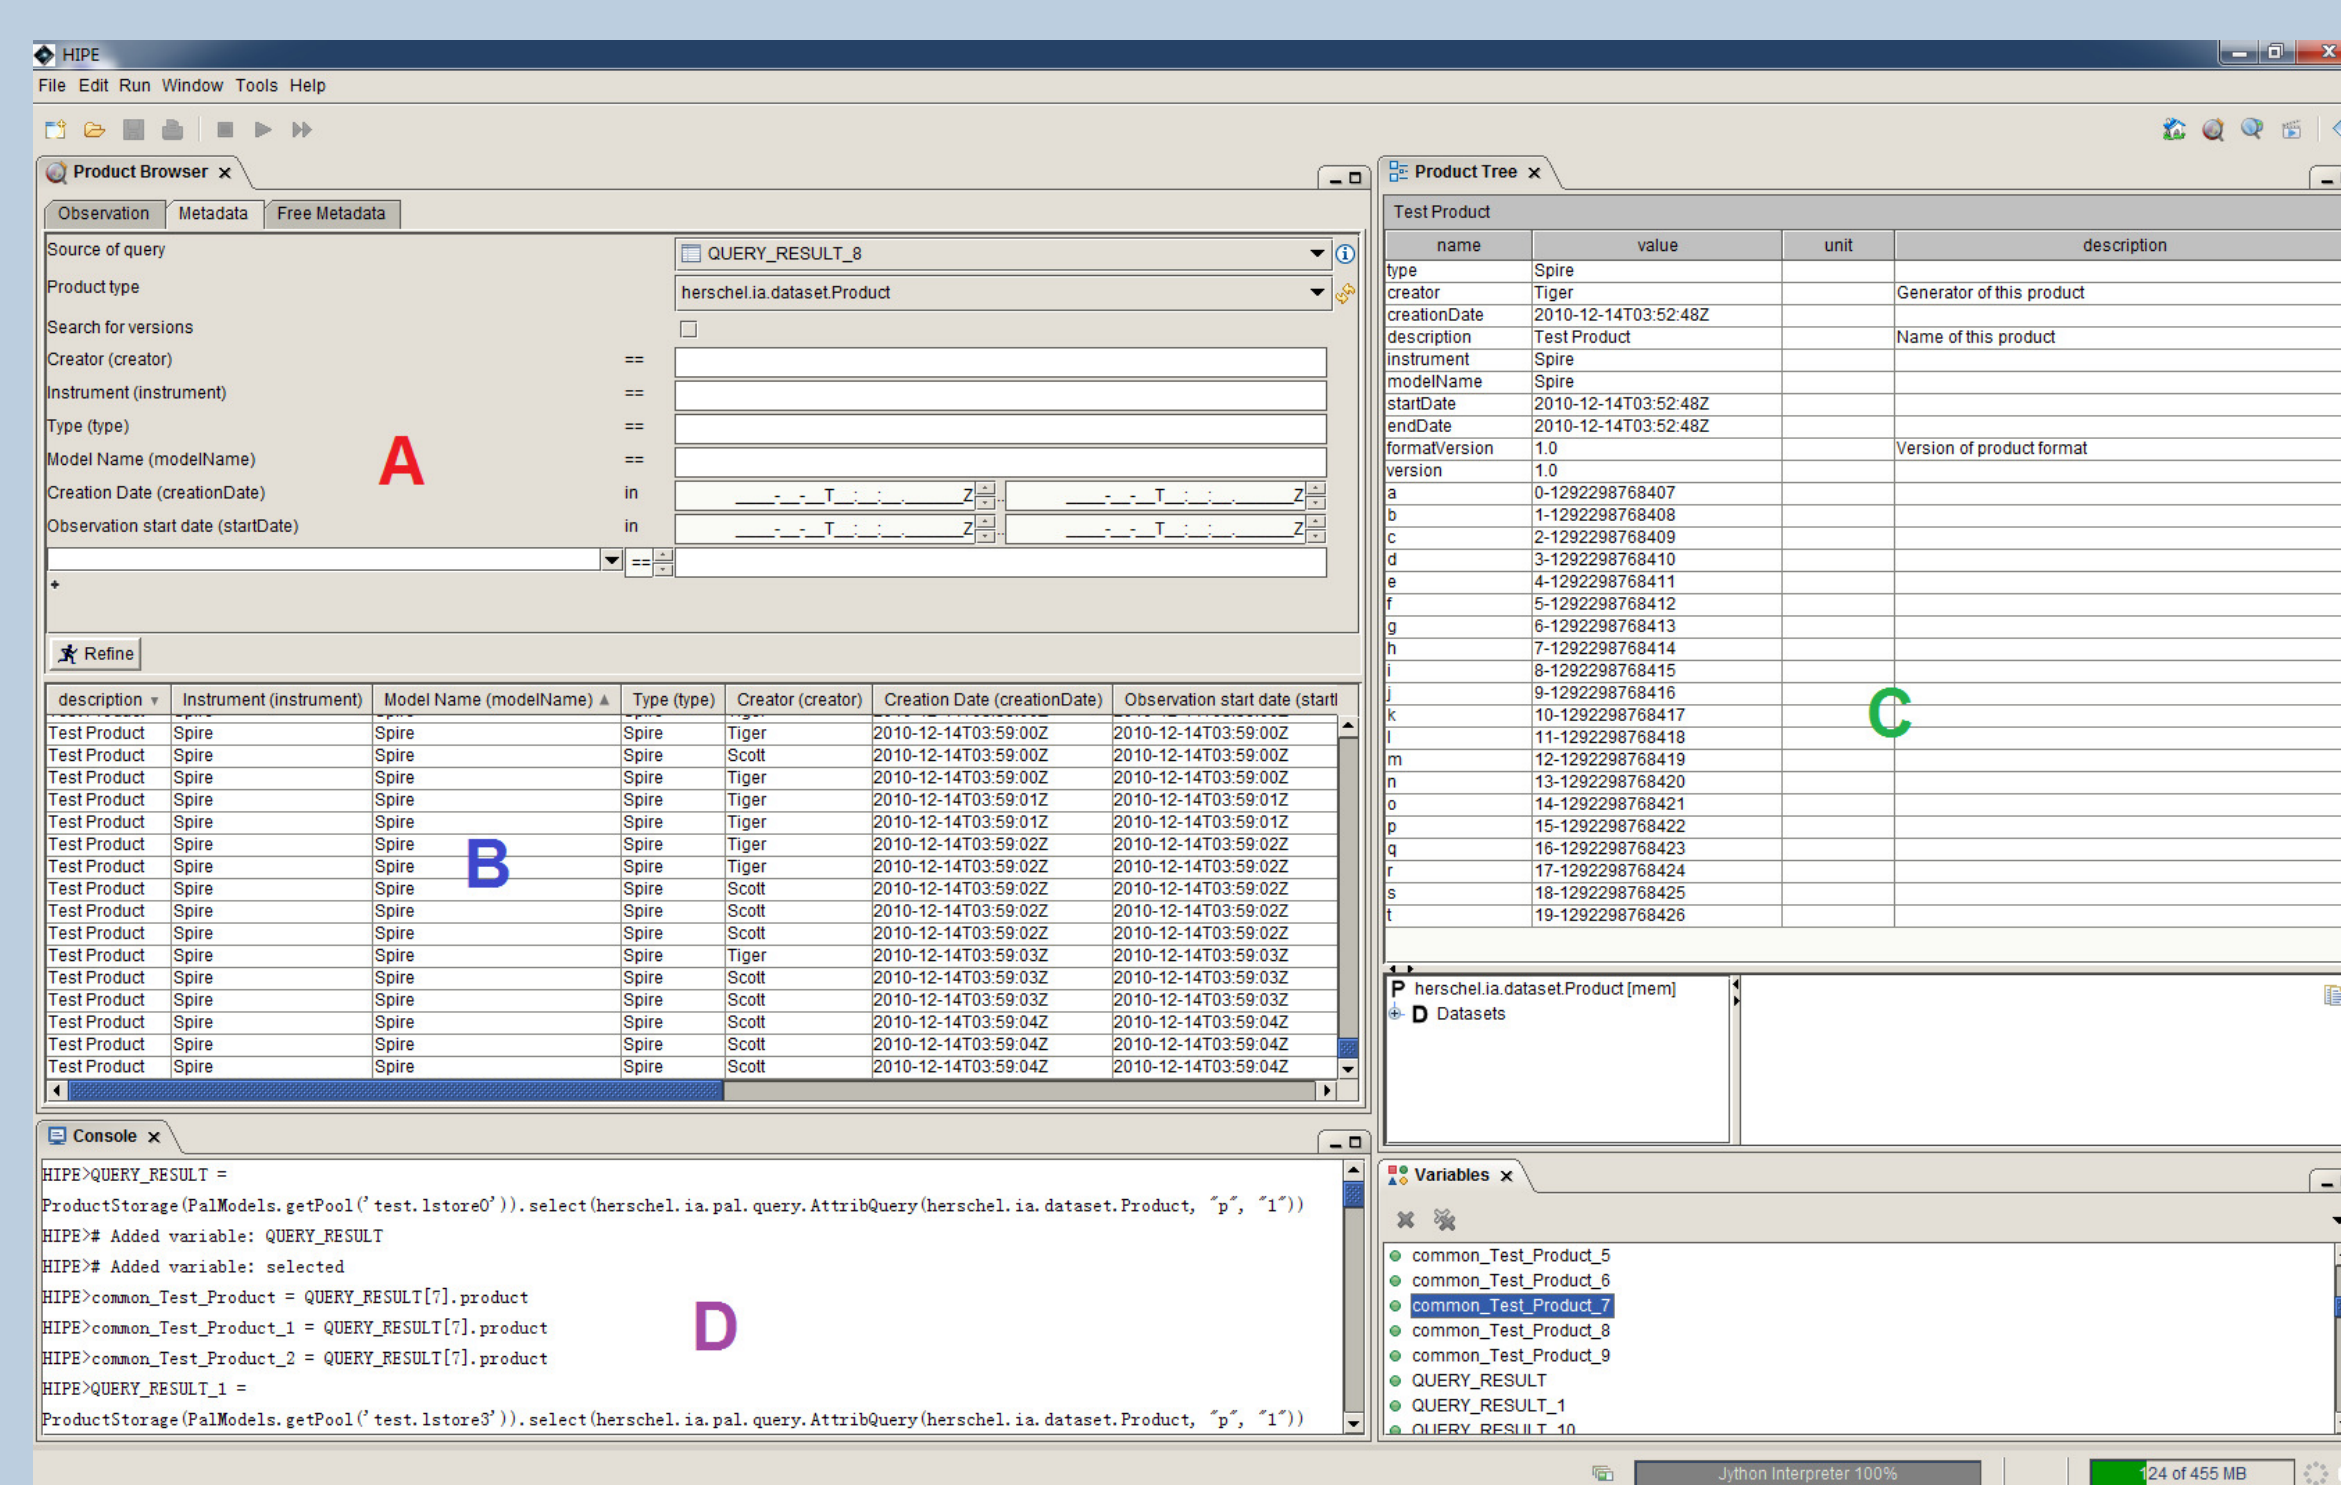 HIPE
File Edit Run Window Tools Help
Product Browser
Observation Metadata Free Metadata
Source of query QUERY_RESULT_8
Product type herschel.ia.dataset.Product
Search for versions
Creator (creator) ==
Instrument (instrument) ==
Type (type) ==
Model Name (modelName) ==
A
Creation Date (creationDate) in ____-__-__T__:__:__.______Z .. ____-__-__T__:__:__.______Z
Observation start date (startDate) in ____-__-__T__:__:__.______Z .. ____-__-__T__:__:__.______Z
==
+
Refine
description Instrument (instrument) Model Name (modelName) Type (type) Creator (creator) Creation Date (creationDate) Observation start date (start
Test Product Spire Spire Spire Tiger 2010-12-14T03:59:00Z 2010-12-14T03:59:00Z
Test Product Spire Spire Spire Scott 2010-12-14T03:59:00Z 2010-12-14T03:59:00Z
Test Product Spire Spire Spire Tiger 2010-12-14T03:59:00Z 2010-12-14T03:59:00Z
Test Product Spire Spire Spire Tiger 2010-12-14T03:59:01Z 2010-12-14T03:59:01Z
Test Product Spire Spire Spire Tiger 2010-12-14T03:59:01Z 2010-12-14T03:59:01Z
Test Product Spire Spire Spire Tiger 2010-12-14T03:59:02Z 2010-12-14T03:59:02Z
Test Product Spire Spire Spire Tiger 2010-12-14T03:59:02Z 2010-12-14T03:59:02Z
B
Test Product Spire Spire Spire Scott 2010-12-14T03:59:02Z 2010-12-14T03:59:02Z
Test Product Spire Spire Spire Scott 2010-12-14T03:59:02Z 2010-12-14T03:59:02Z
Test Product Spire Spire Spire Scott 2010-12-14T03:59:02Z 2010-12-14T03:59:02Z
Test Product Spire Spire Spire Tiger 2010-12-14T03:59:03Z 2010-12-14T03:59:03Z
Test Product Spire Spire Spire Scott 2010-12-14T03:59:03Z 2010-12-14T03:59:03Z
Test Product Spire Spire Spire Scott 2010-12-14T03:59:03Z 2010-12-14T03:59:03Z
Test Product Spire Spire Spire Scott 2010-12-14T03:59:04Z 2010-12-14T03:59:04Z
Test Product Spire Spire Spire Scott 2010-12-14T03:59:04Z 2010-12-14T03:59:04Z
Test Product Spire Spire Spire Scott 2010-12-14T03:59:04Z 2010-12-14T03:59:04Z
Console
HIPE>QUERY_RESULT =
ProductStorage(PalModels.getPool('test.lstore0')).select(herschel.ia.pal.query.AttribQuery(herschel.ia.dataset.Product, "p", "1"))
HIPE># Added variable: QUERY_RESULT
HIPE># Added variable: selected
HIPE>common_Test_Product = QUERY_RESULT[7].product
HIPE>common_Test_Product_1 = QUERY_RESULT[7].product
D
HIPE>common_Test_Product_2 = QUERY_RESULT[7].product
HIPE>QUERY_RESULT_1 =
ProductStorage(PalModels.getPool('test.lstore3')).select(herschel.ia.pal.query.AttribQuery(herschel.ia.dataset.Product, "p", "1"))
Product Tree
Test Product
name value unit description
type Spire
creator Tiger Generator of this product
creationDate 2010-12-14T03:52:48Z
description Test Product Name of this product
instrument Spire
modelName Spire
startDate 2010-12-14T03:52:48Z
endDate 2010-12-14T03:52:48Z
formatVersion 1.0 Version of product format
version 1.0
a 0-1292298768407
b 1-1292298768408
c 2-1292298768409
d 3-1292298768410
e 4-1292298768411
f 5-1292298768412
g 6-1292298768413
h 7-1292298768414
i 8-1292298768415
j 9-1292298768416
k 10-1292298768417
C
l 11-1292298768418
m 12-1292298768419
n 13-1292298768420
o 14-1292298768421
p 15-1292298768422
q 16-1292298768423
r 17-1292298768424
s 18-1292298768425
t 19-1292298768426
P herschel.ia.dataset.Product [mem]
D Datasets
Variables
common_Test_Product_5
common_Test_Product_6
common_Test_Product_7
common_Test_Product_8
common_Test_Product_9
QUERY_RESULT
QUERY_RESULT_1
QUERY_RESULT_10
Jython Interpreter 100% 124 of 455 MB